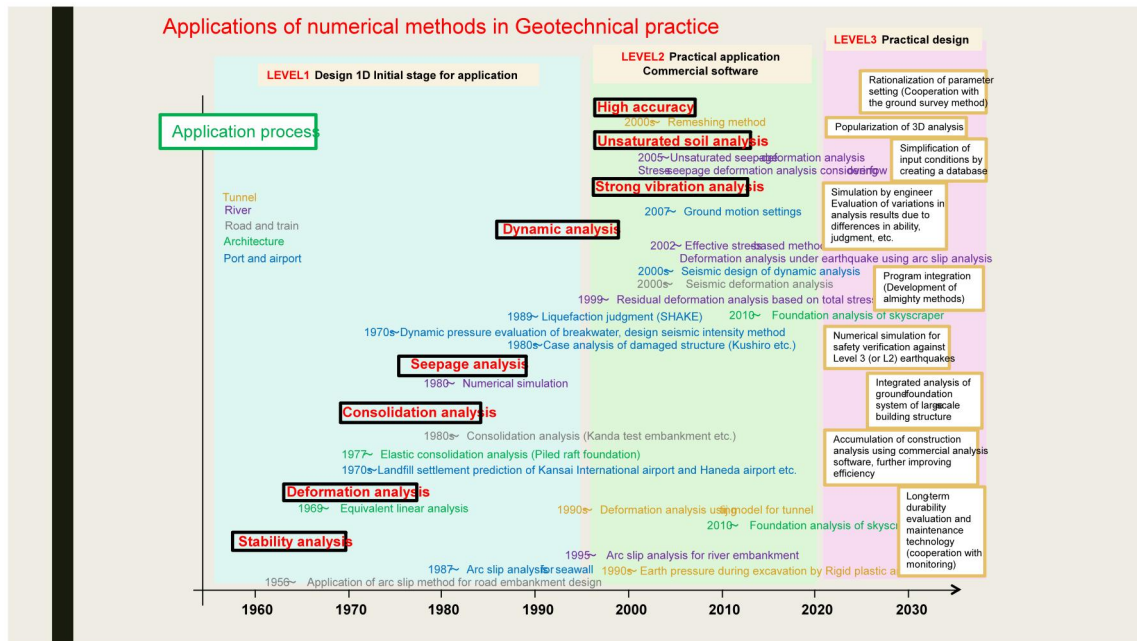 Applications of numerical methods in Geotechnical practice
LEVEL1 Design 1D Initial stage for application
LEVEL2 Practical application
Commercial software
LEVEL3 Practical design
Application process
Tunnel
River
Road and train
Architecture
Port and airport
High accuracy
2000s~ Remeshing method
Unsaturated soil analysis
2005~Unsaturated seepage-deformation analysis
Stress-seepage deformation analysis considering overflow
Strong vibration analysis
2007~ Ground motion settings
Dynamic analysis
2002~ Effective stress-based method
Deformation analysis under earthquake using arc slip analysis
2000s~ Seismic design of dynamic analysis
2000s~ Seismic deformation analysis
1999~ Residual deformation analysis based on total stress
1989~ Liquefaction judgment (SHAKE)
2010~ Foundation analysis of skyscraper
1970s~Dynamic pressure evaluation of breakwater, design seismic intensity method
1980s~Case analysis of damaged structure (Kushiro etc.)
Seepage analysis
1980~ Numerical simulation
Consolidation analysis
1980s~ Consolidation analysis (Kanda test embankment etc.)
1977~ Elastic consolidation analysis (Piled raft foundation)
1970s~Landfill settlement prediction of Kansai International airport and Haneda airport etc.
Deformation analysis
1969~ Equivalent linear analysis
1990s~ Deformation analysis using model for tunnel
2010~ Foundation analysis of skysc
Stability analysis
1995~ Arc slip analysis for river embankment
1987~ Arc slip analysis for seawall
1990s~ Earth pressure during excavation by Rigid plastic a
1956~ Application of arc slip method for road embankment design
Rationalization of parameter
setting (Cooperation with
the ground survey method)
Popularization of 3D analysis
Simplification of
input conditions by
creating a database
Simulation by engineer
Evaluation of variations in
analysis results due to
differences in ability,
judgment, etc.
Program integration
(Development of
almighty methods)
Numerical simulation for
safety verification against
Level 3 (or L2) earthquakes
Integrated analysis of
ground-foundation
system of large-scale
building structure
Accumulation of construction
analysis using commercial analysis
software, further improving
efficiency
Long-term
durability
evaluation and
maintenance
technology
(cooperation with
monitoring)
1960 1970 1980 1990 2000 2010 2020 2030